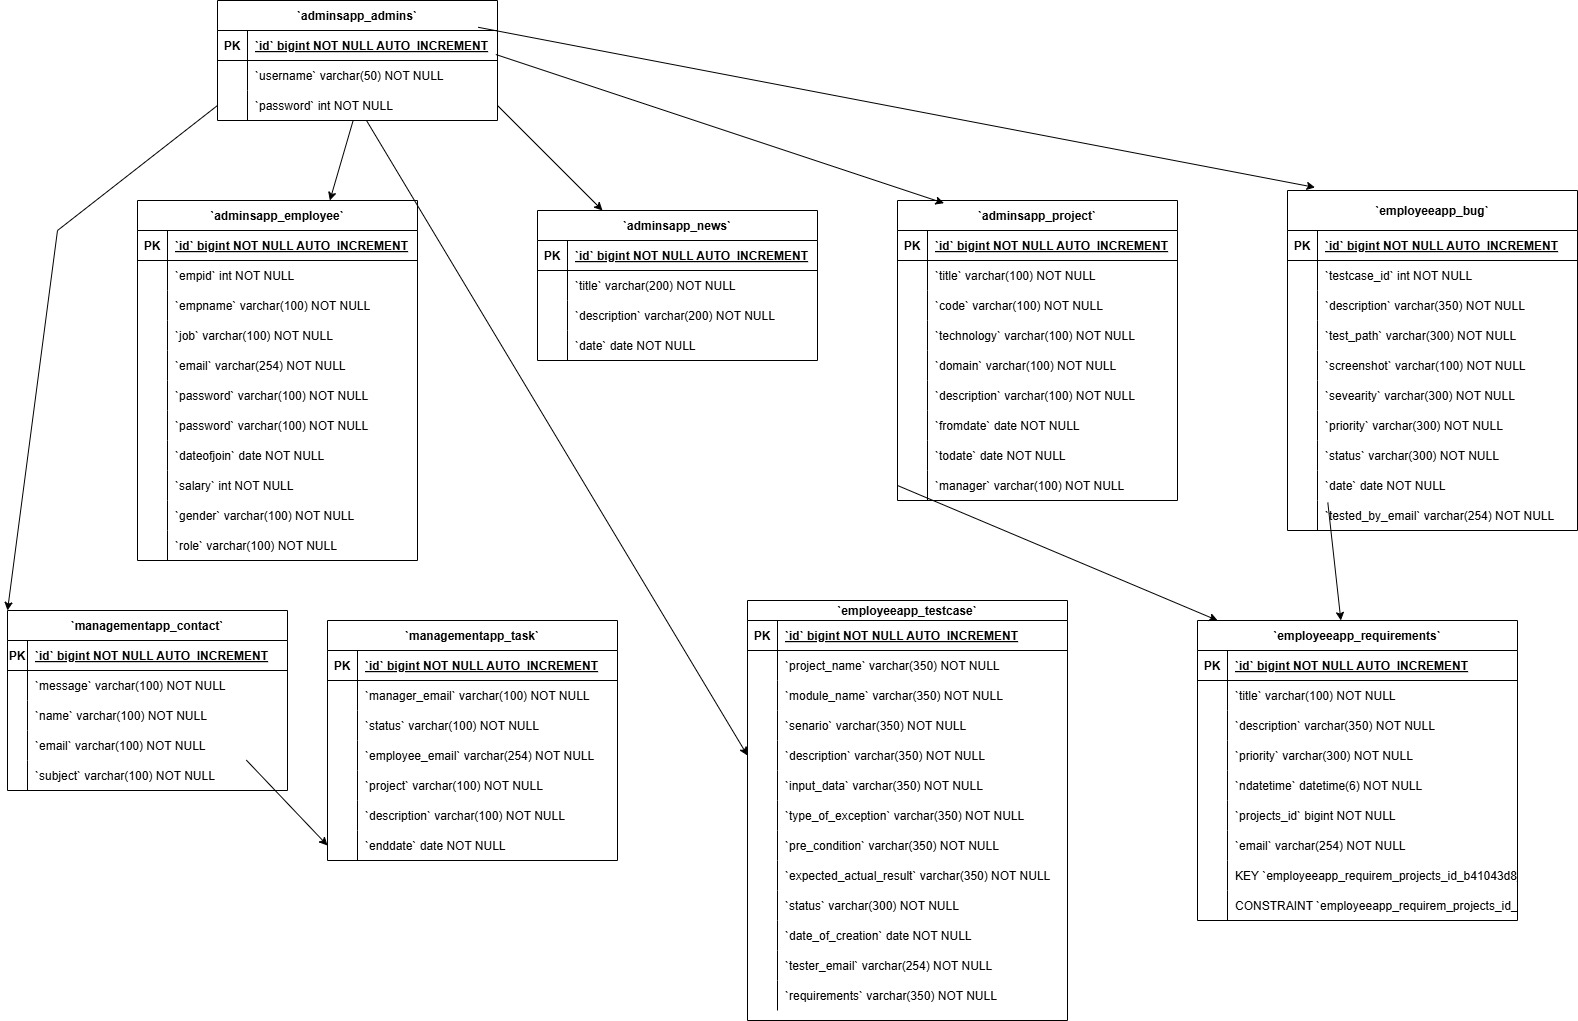 `adminsapp_admins`
PK `id` bigint NOT NULL AUTO_INCREMENT
`username` varchar(50) NOT NULL
`password` int NOT NULL
`adminsapp_employee`
PK `id` bigint NOT NULL AUTO_INCREMENT
`empid` int NOT NULL
`empname` varchar(100) NOT NULL
`job` varchar(100) NOT NULL
`email` varchar(254) NOT NULL
`password` varchar(100) NOT NULL
`password` varchar(100) NOT NULL
`dateofjoin` date NOT NULL
`salary` int NOT NULL
`gender` varchar(100) NOT NULL
`role` varchar(100) NOT NULL
`adminsapp_news`
PK `id` bigint NOT NULL AUTO_INCREMENT
`title` varchar(200) NOT NULL
`description` varchar(200) NOT NULL
`date` date NOT NULL
`adminsapp_project`
PK `id` bigint NOT NULL AUTO_INCREMENT
`title` varchar(100) NOT NULL
`code` varchar(100) NOT NULL
`technology` varchar(100) NOT NULL
`domain` varchar(100) NOT NULL
`description` varchar(100) NOT NULL
`fromdate` date NOT NULL
`todate` date NOT NULL
`manager` varchar(100) NOT NULL
`employeeapp_bug`
PK `id` bigint NOT NULL AUTO_INCREMENT
`testcase_id` int NOT NULL
`description` varchar(350) NOT NULL
`test_path` varchar(300) NOT NULL
`screenshot` varchar(100) NOT NULL
`sevearity` varchar(300) NOT NULL
`priority` varchar(300) NOT NULL
`status` varchar(300) NOT NULL
`date` date NOT NULL
`tested_by_email` varchar(254) NOT NULL
`managementapp_contact`
PK `id` bigint NOT NULL AUTO_INCREMENT
`message` varchar(100) NOT NULL
`name` varchar(100) NOT NULL
`email` varchar(100) NOT NULL
`subject` varchar(100) NOT NULL
`managementapp_task`
PK `id` bigint NOT NULL AUTO_INCREMENT
`manager_email` varchar(100) NOT NULL
`status` varchar(100) NOT NULL
`employee_email` varchar(254) NOT NULL
`project` varchar(100) NOT NULL
`description` varchar(100) NOT NULL
`enddate` date NOT NULL
`employeeapp_testcase`
PK `id` bigint NOT NULL AUTO_INCREMENT
`project_name` varchar(350) NOT NULL
`module_name` varchar(350) NOT NULL
`senario` varchar(350) NOT NULL
`description` varchar(350) NOT NULL
`input_data` varchar(350) NOT NULL
`type_of_exception` varchar(350) NOT NULL
`pre_condition` varchar(350) NOT NULL
`expected_actual_result` varchar(350) NOT NULL
`status` varchar(300) NOT NULL
`date_of_creation` date NOT NULL
`tester_email` varchar(254) NOT NULL
`requirements` varchar(350) NOT NULL
`employeeapp_requirements`
PK `id` bigint NOT NULL AUTO_INCREMENT
`title` varchar(100) NOT NULL
`description` varchar(350) NOT NULL
`priority` varchar(300) NOT NULL
`ndatetime` datetime(6) NOT NULL
`projects_id` bigint NOT NULL
`email` varchar(254) NOT NULL
KEY `employeeapp_requirem_projects_id_b41043d8
CONSTRAINT `employeeapp_requirem_projects_id_